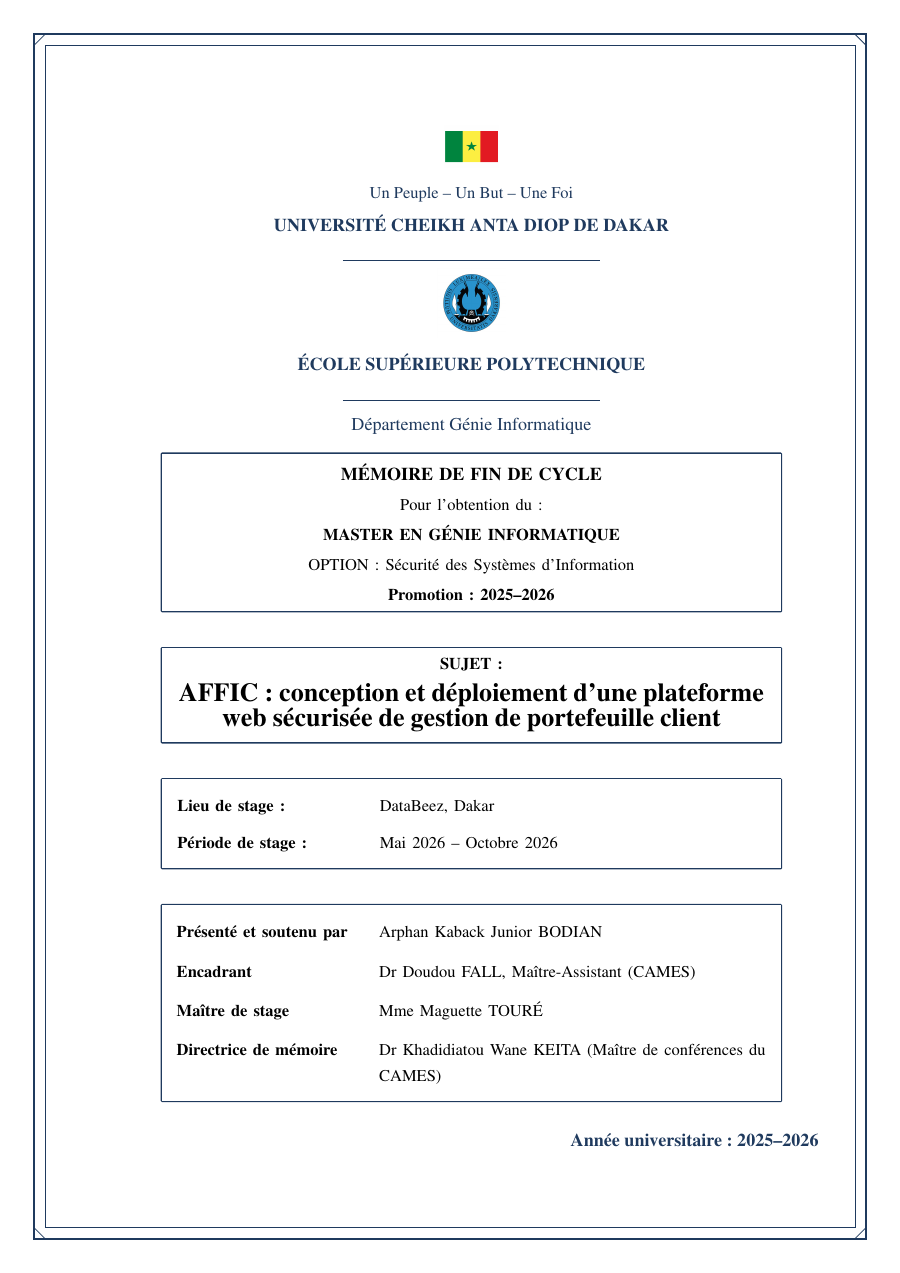 Un Peuple – Un But – Une Foi
UNIVERSITÉ CHEIKH ANTA DIOP DE DAKAR
ÉCOLE SUPÉRIEURE POLYTECHNIQUE
Département Génie Informatique
MÉMOIRE DE FIN DE CYCLE
Pour l’obtention du :
MASTER EN GÉNIE INFORMATIQUE
OPTION : Sécurité des Systèmes d’Information
Promotion : 2025–2026
SUJET :
AFFIC : conception et déploiement d’une plateforme
web sécurisée de gestion de portefeuille client
Lieu de stage : DataBeez, Dakar
Période de stage : Mai 2026 – Octobre 2026
Présenté et soutenu par Arphan Kaback Junior BODIAN
Encadrant Dr Doudou FALL, Maître-Assistant (CAMES)
Maître de stage Mme Maguette TOURÉ
Directrice de mémoire Dr Khadidiatou Wane KEITA (Maître de conférences du
CAMES)
Année universitaire : 2025–2026